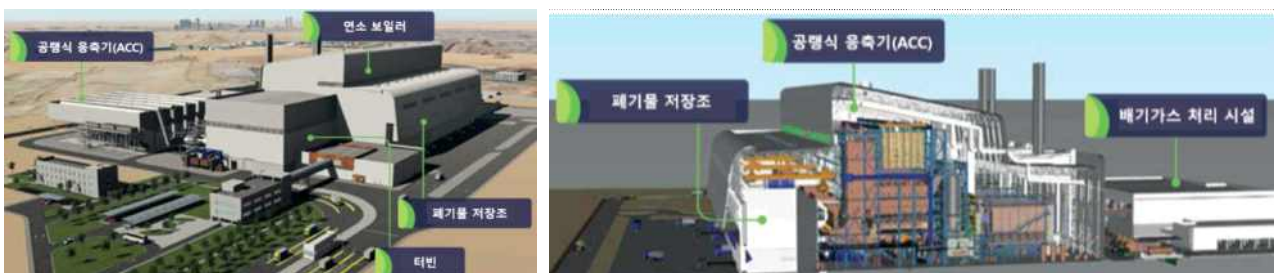 연소 보일러
공랭식 응축기(ACC)
폐기물 저장조
터빈
공랭식 응축기(ACC)
폐기물 저장조
배기가스 처리 시설